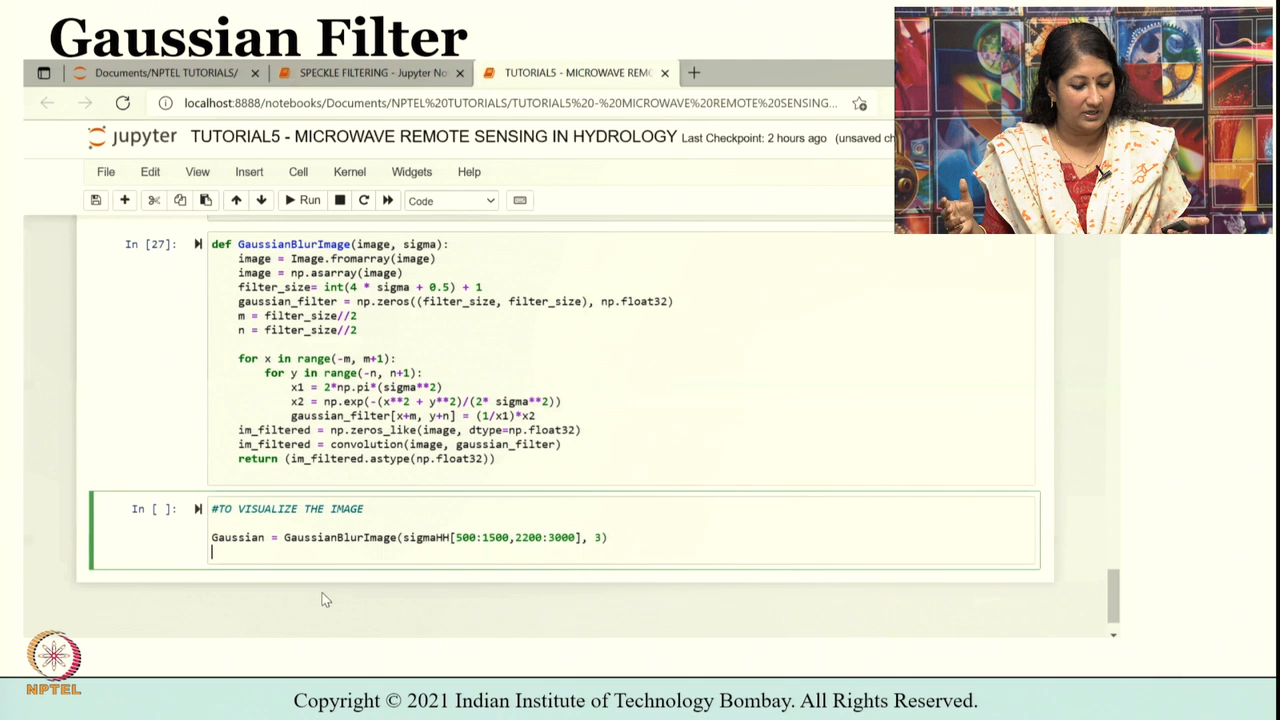 Gaussian Filter
Documents/NPTEL TUTORIALS/
SPECKLE FILTERING - Jupyter No
TUTORIAL5 - MICROWAVE REMO
localhost:8888/notebooks/Documents/NPTEL%20TUTORIALS/TUTORIAL5%20-%20MICROWAVE%20REMOTE%20SENSING...
jupyter TUTORIAL5 - MICROWAVE REMOTE SENSING IN HYDROLOGY Last Checkpoint: 2 hours ago (unsaved ch
File Edit View Insert Cell Kernel Widgets Help
Run Code
In [27]:
def GaussianBlurImage(image, sigma):
image = Image.fromarray(image)
image = np.asarray(image)
filter_size= int(4 * sigma + 0.5) + 1
gaussian_filter = np.zeros((filter_size, filter_size), np.float32)
m = filter_size//2
n = filter_size//2
for x in range(-m, m+1):
for y in range(-n, n+1):
x1 = 2*np.pi*(sigma**2)
x2 = np.exp(-(x**2 + y**2)/(2* sigma**2))
gaussian_filter[x+m, y+n] = (1/x1)*x2
im_filtered = np.zeros_like(image, dtype=np.float32)
im_filtered = convolution(image, gaussian_filter)
return (im_filtered.astype(np.float32))
In [ ]:
#TO VISUALIZE THE IMAGE
Gaussian = GaussianBlurImage(sigmaHH[500:1500,2200:3000], 3)
NPTEL
Copyright © 2021 Indian Institute of Technology Bombay. All Rights Reserved.